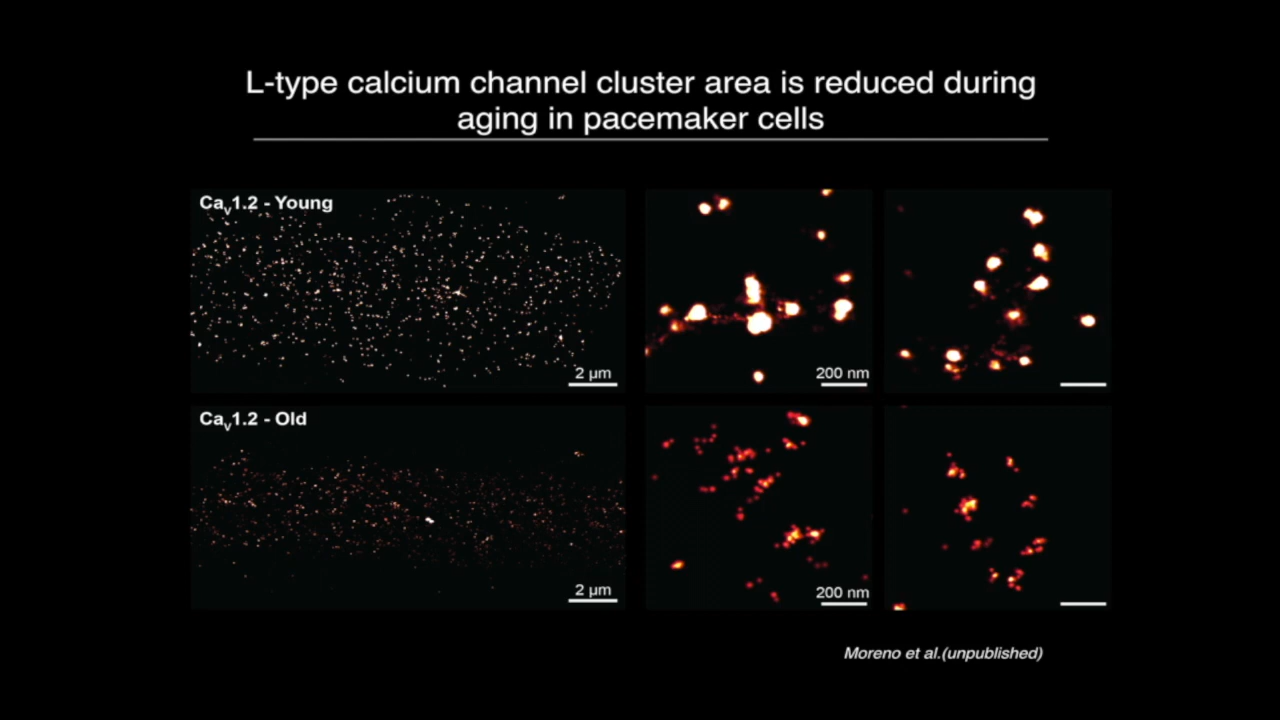 L-type calcium channel cluster area is reduced during
aging in pacemaker cells
Cav1.2 - Young
2 µm
200 nm
Cav1.2 - Old
2 µm
200 nm
Moreno et al.(unpublished)